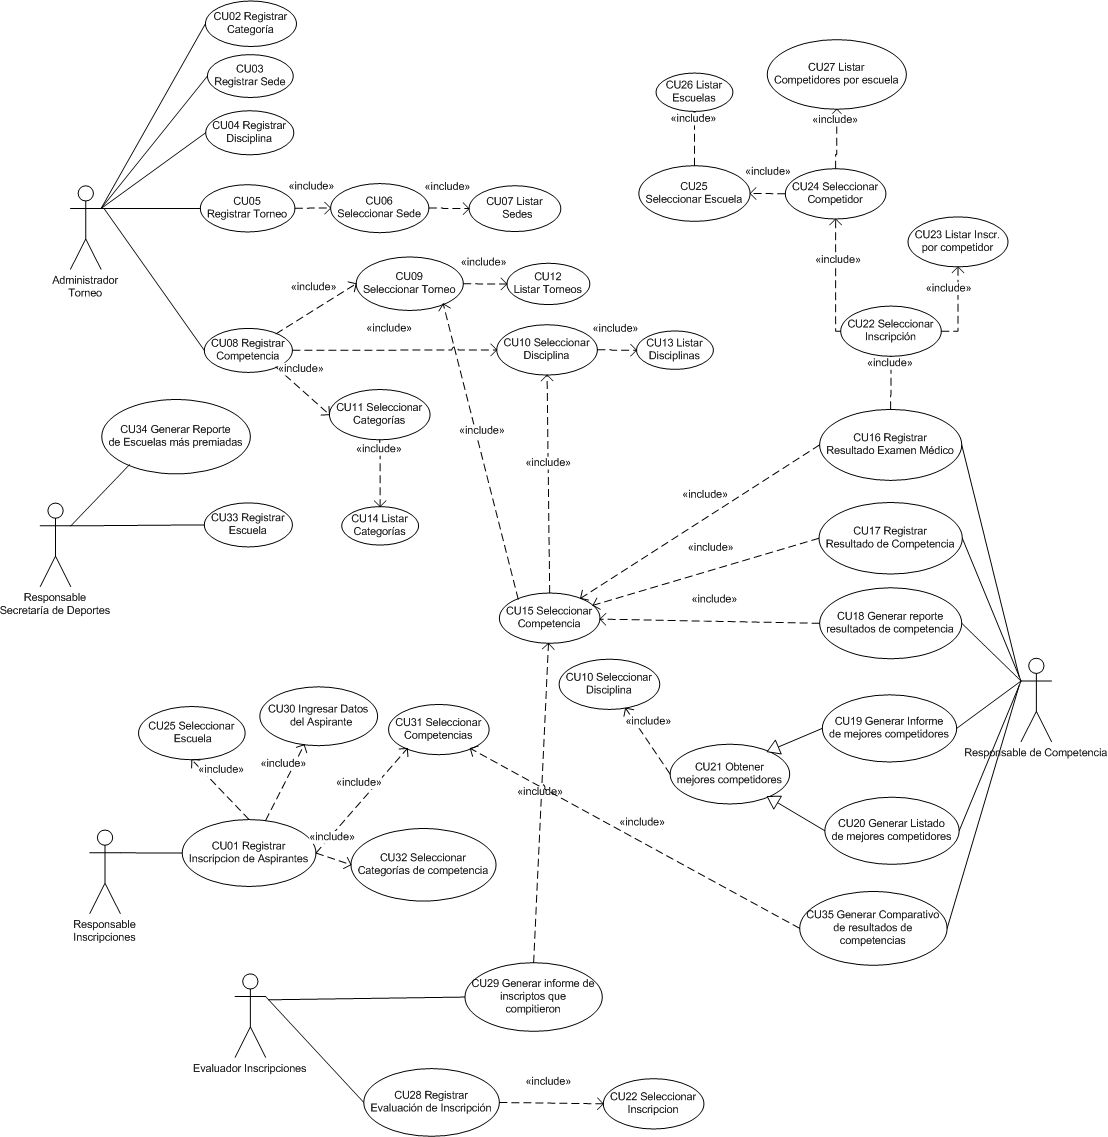 CU02 Registrar
Categoría
CU03
Registrar Sede
CU04 Registrar
Disciplina
CU05
Registrar Torneo
«include»
CU06
Seleccionar Sede
«include»
CU07 Listar
Sedes
Administrador
Torneo
CU27 Listar
Competidores por escuela
CU26 Listar
Escuelas
«include»
«include»
«include»
CU25
Seleccionar Escuela
CU24 Seleccionar
Competidor
CU23 Listar Inscr.
por competidor
«include»
«include»
CU22 Seleccionar
Inscripción
«include»
CU09
Seleccionar Torneo
«include»
CU12
Listar Torneos
«include»
CU08 Registrar
Competencia
«include»
CU10 Seleccionar
Disciplina
«include»
CU13 Listar
Disciplinas
«include»
CU11 Seleccionar
Categorías
«include»
CU14 Listar
Categorías
«include»
«include»
CU34 Generar Reporte
de Escuelas más premiadas
CU33 Registrar
Escuela
Responsable
Secretaría de Deportes
CU16 Registrar
Resultado Examen Médico
«include»
CU17 Registrar
Resultado de Competencia
«include»
CU15 Seleccionar
Competencia
«include»
CU18 Generar reporte
resultados de competencia
CU10 Seleccionar
Disciplina
«include»
CU19 Generar Informe
de mejores competidores
Responsable de Competencia
CU21 Obtener
mejores competidores
CU20 Generar Listado
de mejores competidores
CU25 Seleccionar
Escuela
CU30 Ingresar Datos
del Aspirante
CU31 Seleccionar
Competencias
«include»
«include»
«include»
«include»
«include»
«include»
CU01 Registrar
Inscripcion de Aspirantes
CU32 Seleccionar
Categorías de competencia
Responsable
Inscripciones
CU35 Generar Comparativo
de resultados de
competencias
CU29 Generar informe de
inscriptos que
compitieron
Evaluador Inscripciones
CU28 Registrar
Evaluación de Inscripción
«include»
CU22 Seleccionar
Inscripcion